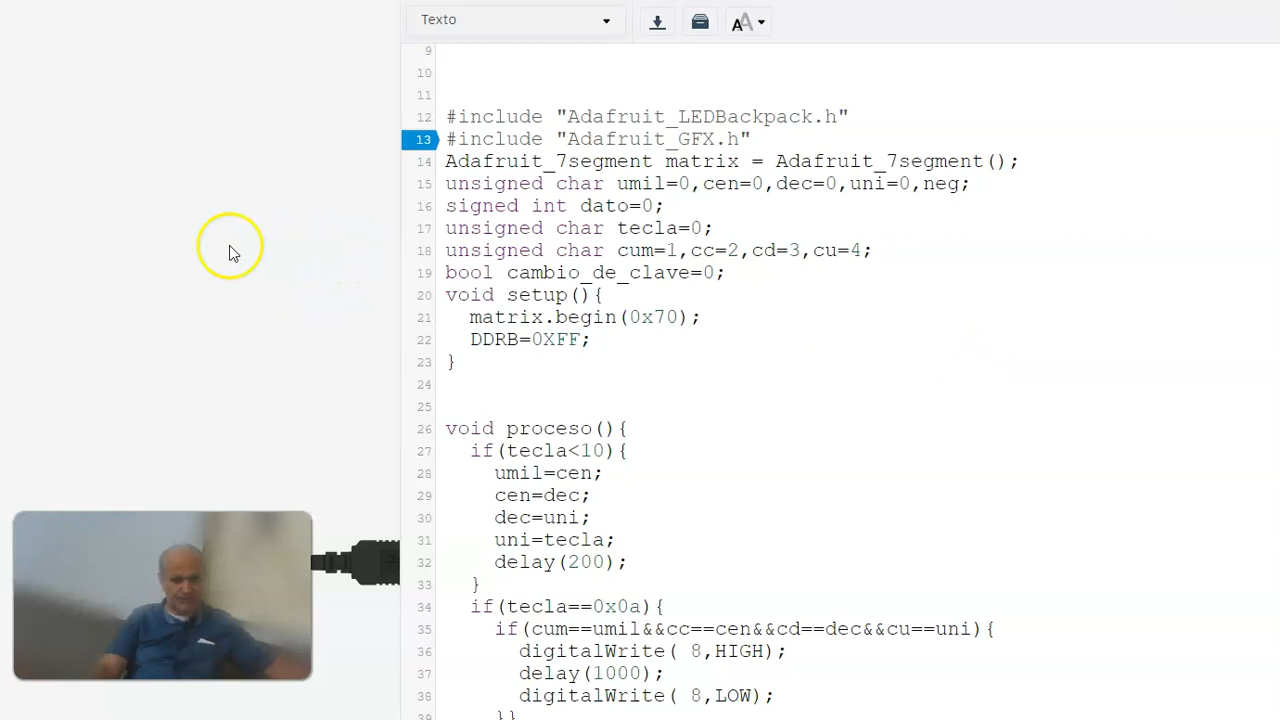 Texto
9
10
11
12 #include "Adafruit_LEDBackpack.h"
13 #include "Adafruit_GFX.h"
14 Adafruit_7segment matrix = Adafruit_7segment();
15 unsigned char umil=0,cen=0,dec=0,uni=0,neg;
16 signed int dato=0;
17 unsigned char tecla=0;
18 unsigned char cum=1,cc=2,cd=3,cu=4;
19 bool cambio_de_clave=0;
20 void setup(){
21 matrix.begin(0x70);
22 DDRB=0XFF;
23 }
24
25
26 void proceso(){
27 if(tecla<10){
28 umil=cen;
29 cen=dec;
30 dec=uni;
31 uni=tecla;
32 delay(200);
33 }
34 if(tecla==0x0a){
35 if(cum==umil&&cc==cen&&cd==dec&&cu==uni){
36 digitalWrite( 8,HIGH);
37 delay(1000);
38 digitalWrite( 8,LOW);
39 }}